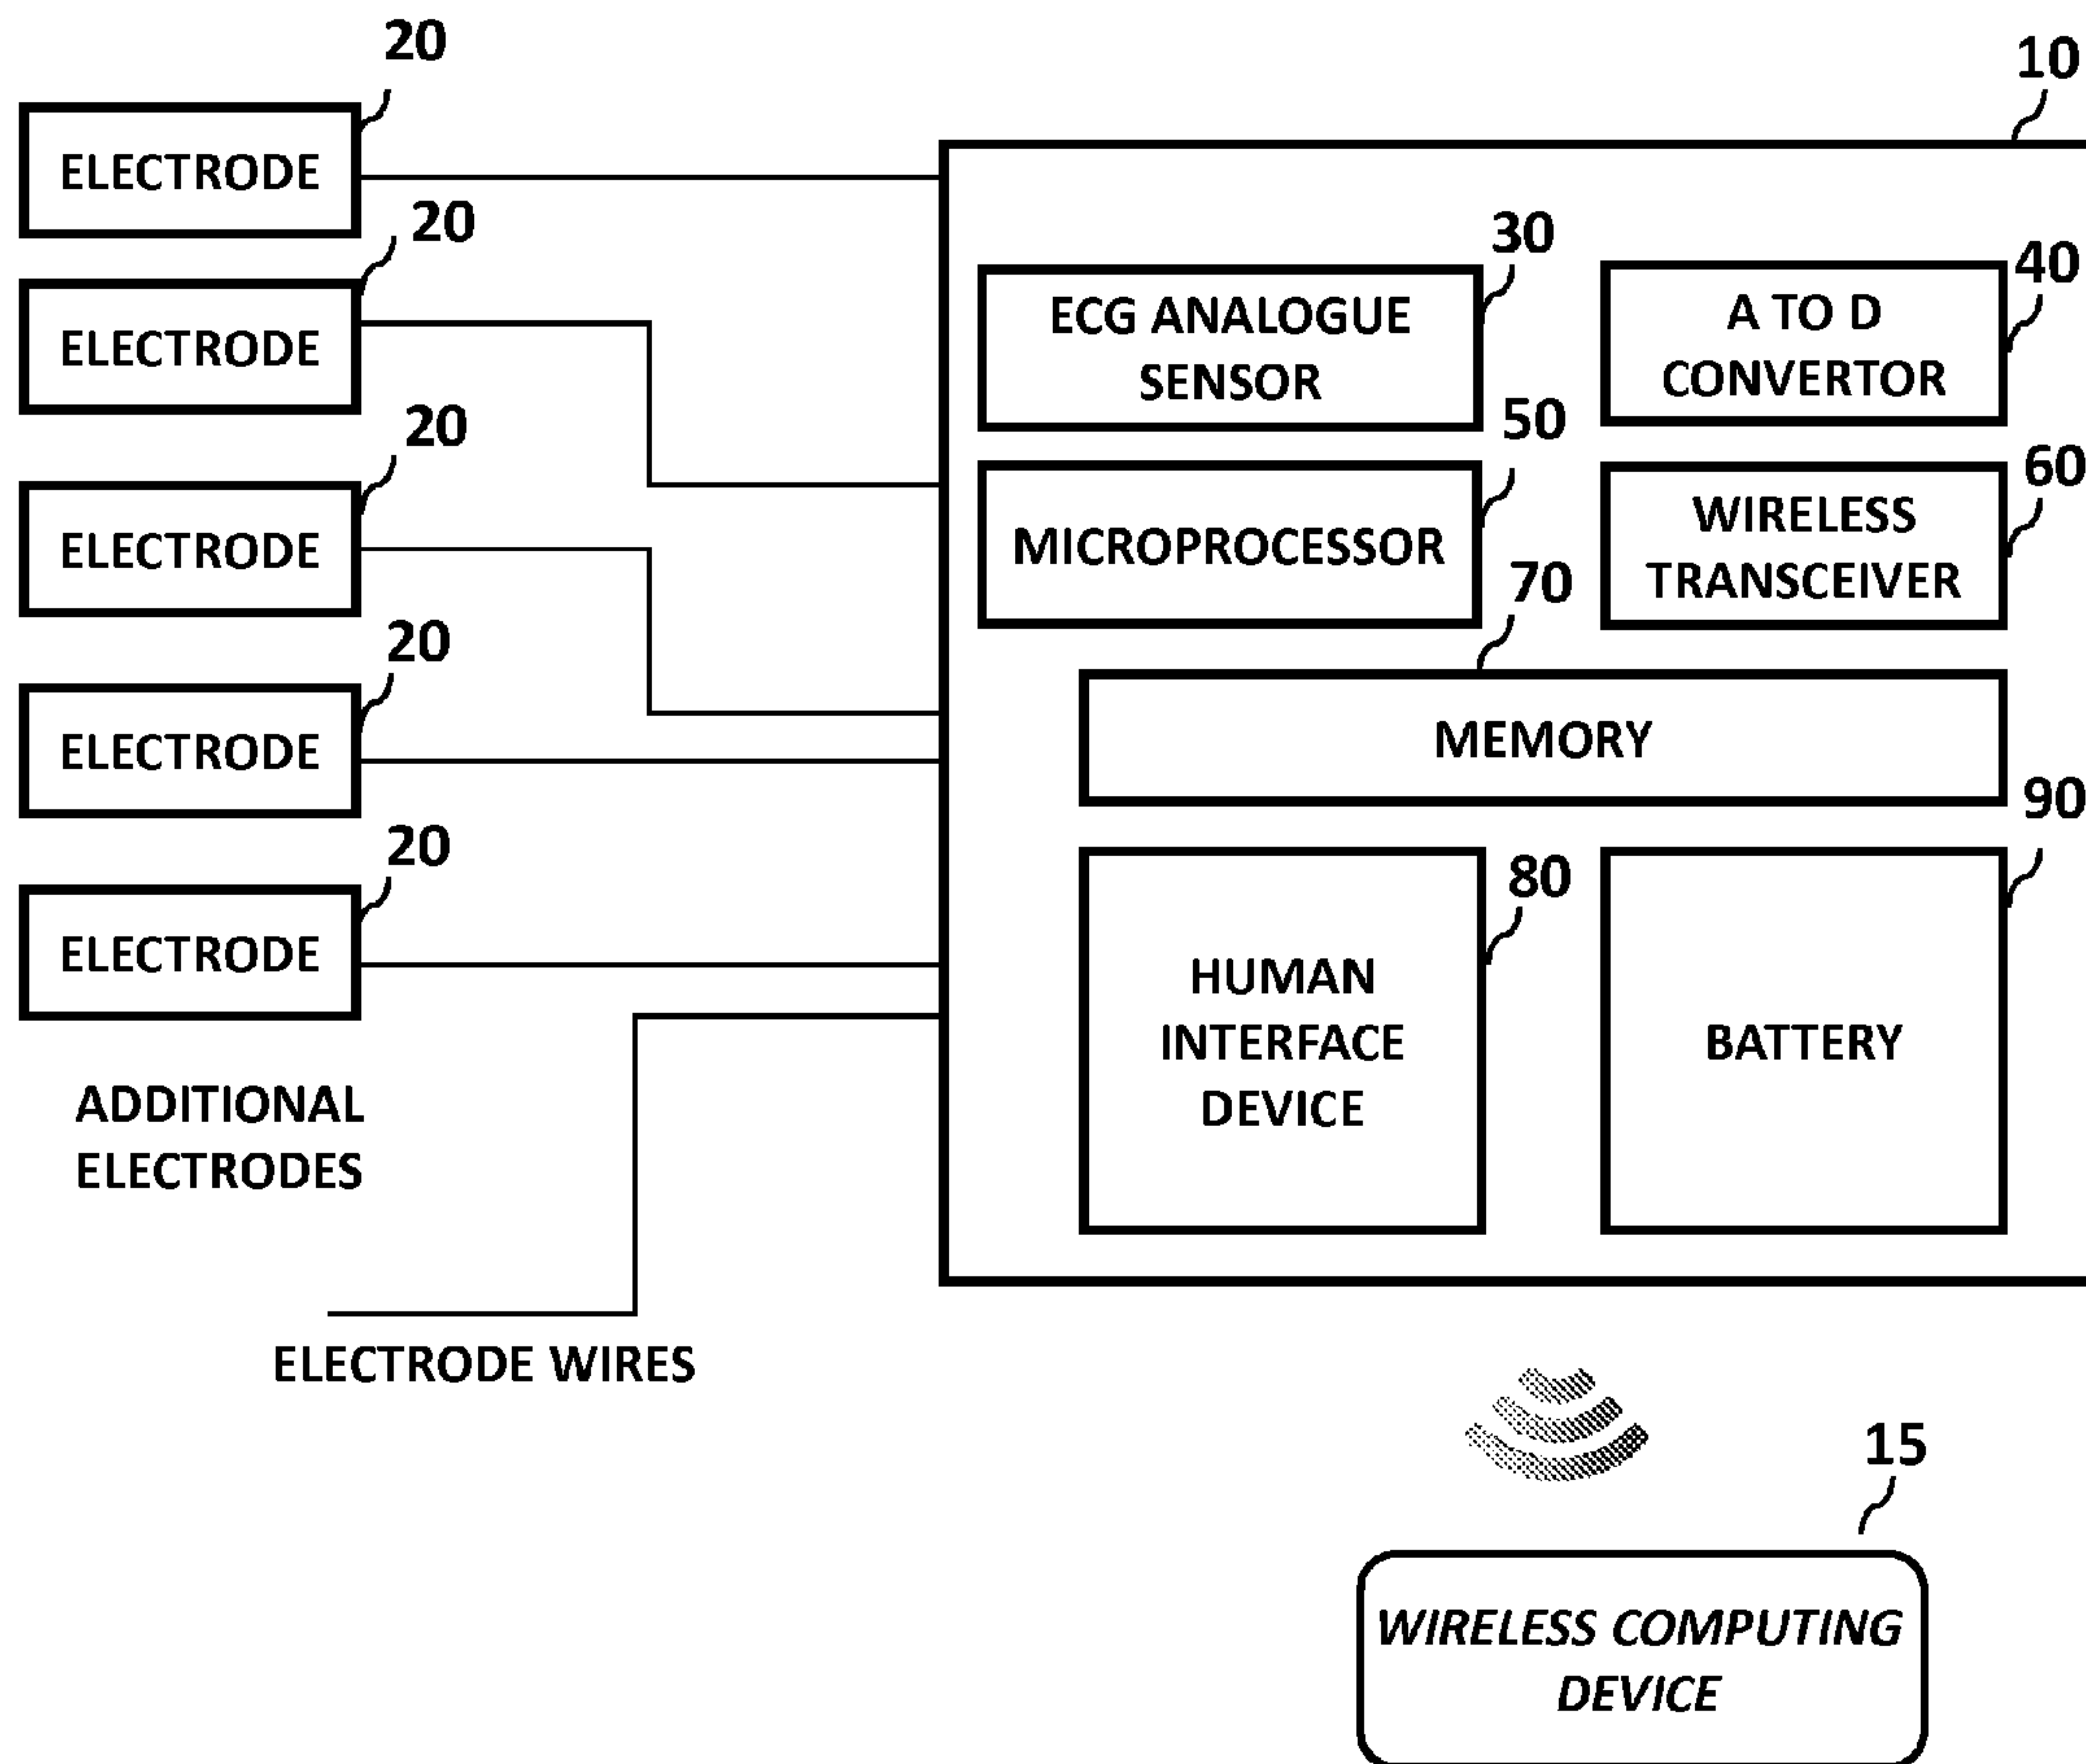 20
10
ELECTRODE
20
ELECTRODE
20
ELECTRODE
20
ELECTRODE
20
ELECTRODE
ADDITIONAL
ELECTRODES
ELECTRODE WIRES
30
ECG ANALOGUE
SENSOR
40
A TO D
CONVERTOR
50
MICROPROCESSOR
60
WIRELESS
TRANSCEIVER
70
MEMORY
80
HUMAN
INTERFACE
DEVICE
90
BATTERY
15
WIRELESS COMPUTING
DEVICE